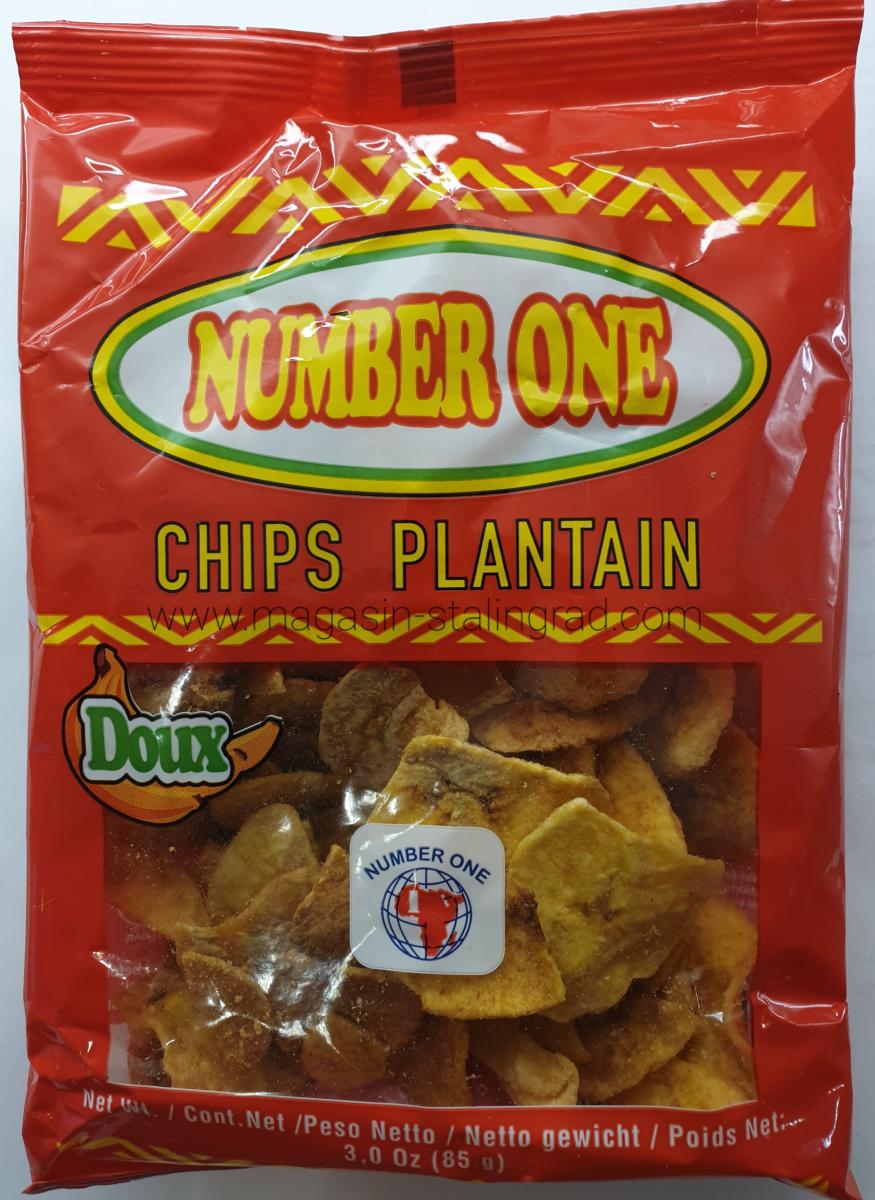 NUMBER ONE
CHIPS PLANTAIN
www.magasin-stalingrad.com
Doux
NUMBER ONE
Net Wt. / Cont.Net /Peso Netto / Netto gewicht / Poids Net:
3,0 Oz (85 g)